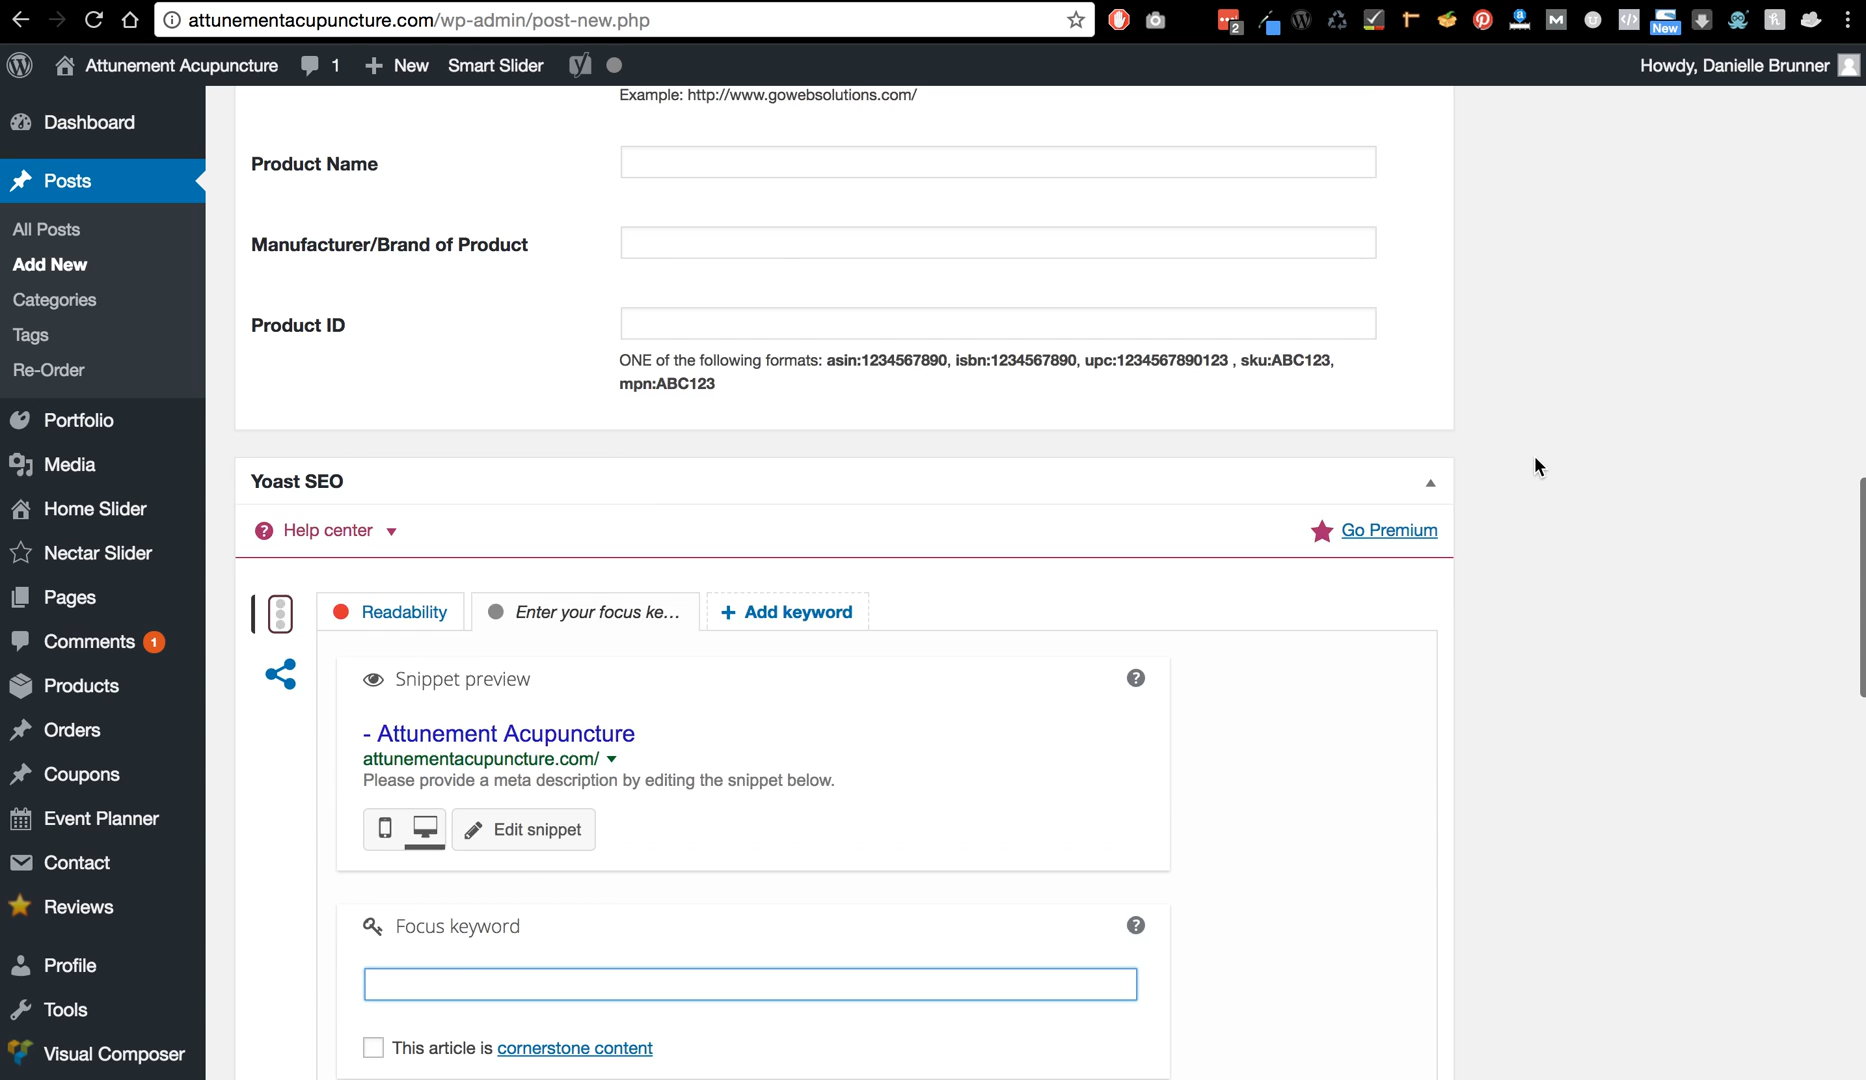 attunementacupuncture.com/wp-admin/post-new.php
2
New
Attunement Acupuncture
1
New
Smart Slider
Howdy, Danielle Brunner
Dashboard
Posts
All Posts
Add New
Categories
Tags
Re-Order
Portfolio
Media
Home Slider
Nectar Slider
Pages
Comments 1
Products
Orders
Coupons
Event Planner
Contact
Reviews
Profile
Tools
Visual Composer
Example: http://www.gowebsolutions.com/
Product Name
Manufacturer/Brand of Product
Product ID
ONE of the following formats: asin:1234567890, isbn:1234567890, upc:1234567890123 , sku:ABC123,
mpn:ABC123
Yoast SEO
Help center
Go Premium
Readability
Enter your focus ke...
+ Add keyword
Snippet preview
- Attunement Acupuncture
attunementacupuncture.com/
Please provide a meta description by editing the snippet below.
Edit snippet
Focus keyword
This article is cornerstone content